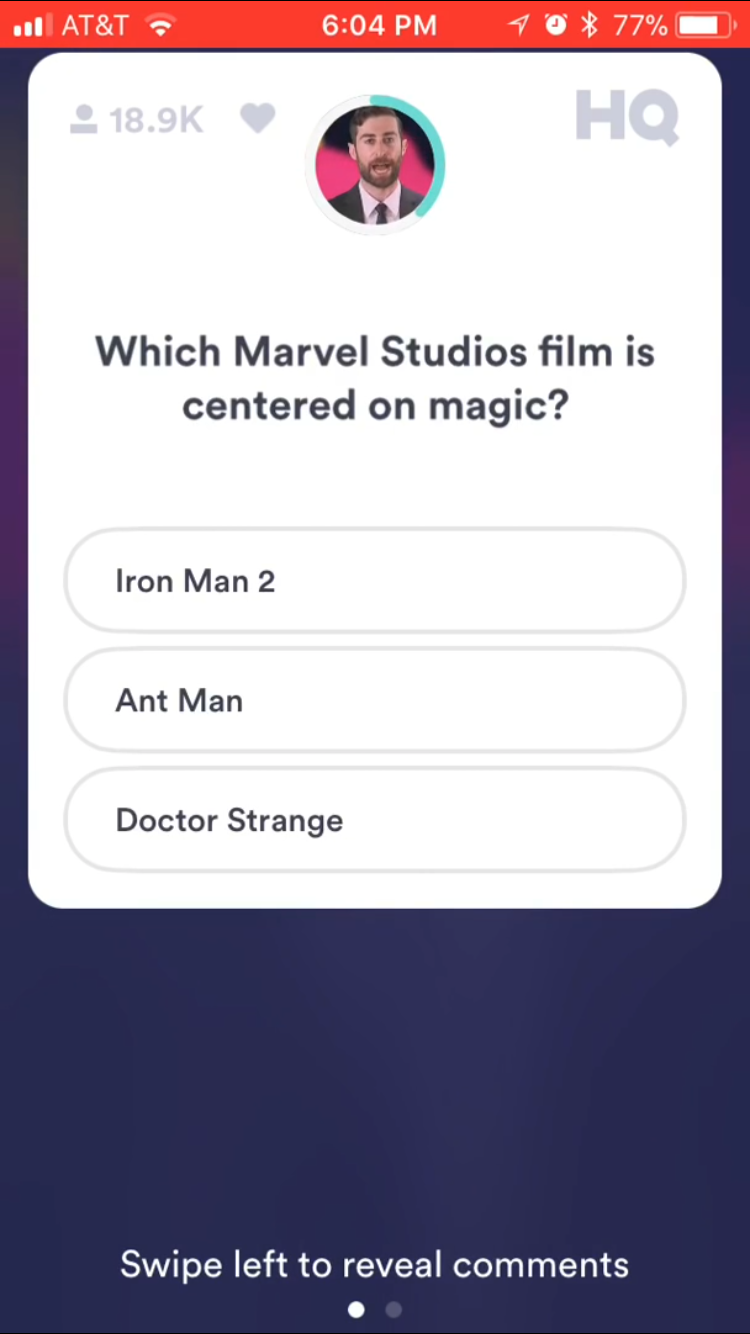 AT&T 6:04 PM 77%
18.9K HQ
Which Marvel Studios film is
centered on magic?
Iron Man 2
Ant Man
Doctor Strange
Swipe left to reveal comments